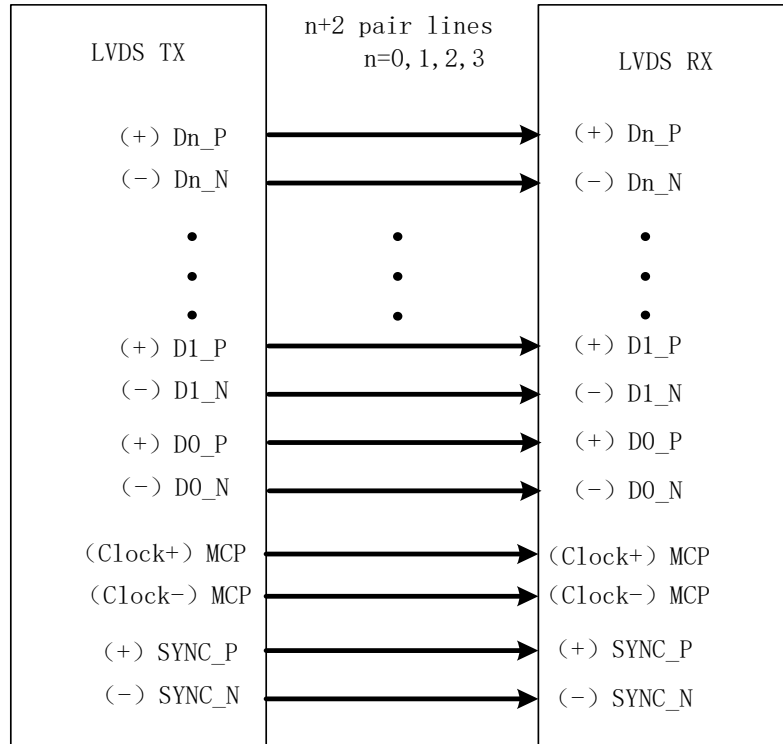 n+2 pair lines
n=0,1,2,3
LVDS TX
LVDS RX
(+) Dn_P
(+) Dn_P
(-) Dn_N
(-) Dn_N
(+) D1_P
(+) D1_P
(-) D1_N
(-) D1_N
(+) D0_P
(+) D0_P
(-) D0_N
(-) D0_N
(Clock+) MCP
(Clock+) MCP
(Clock-) MCP
(Clock-) MCP
(+) SYNC_P
(+) SYNC_P
(-) SYNC_N
(-) SYNC_N